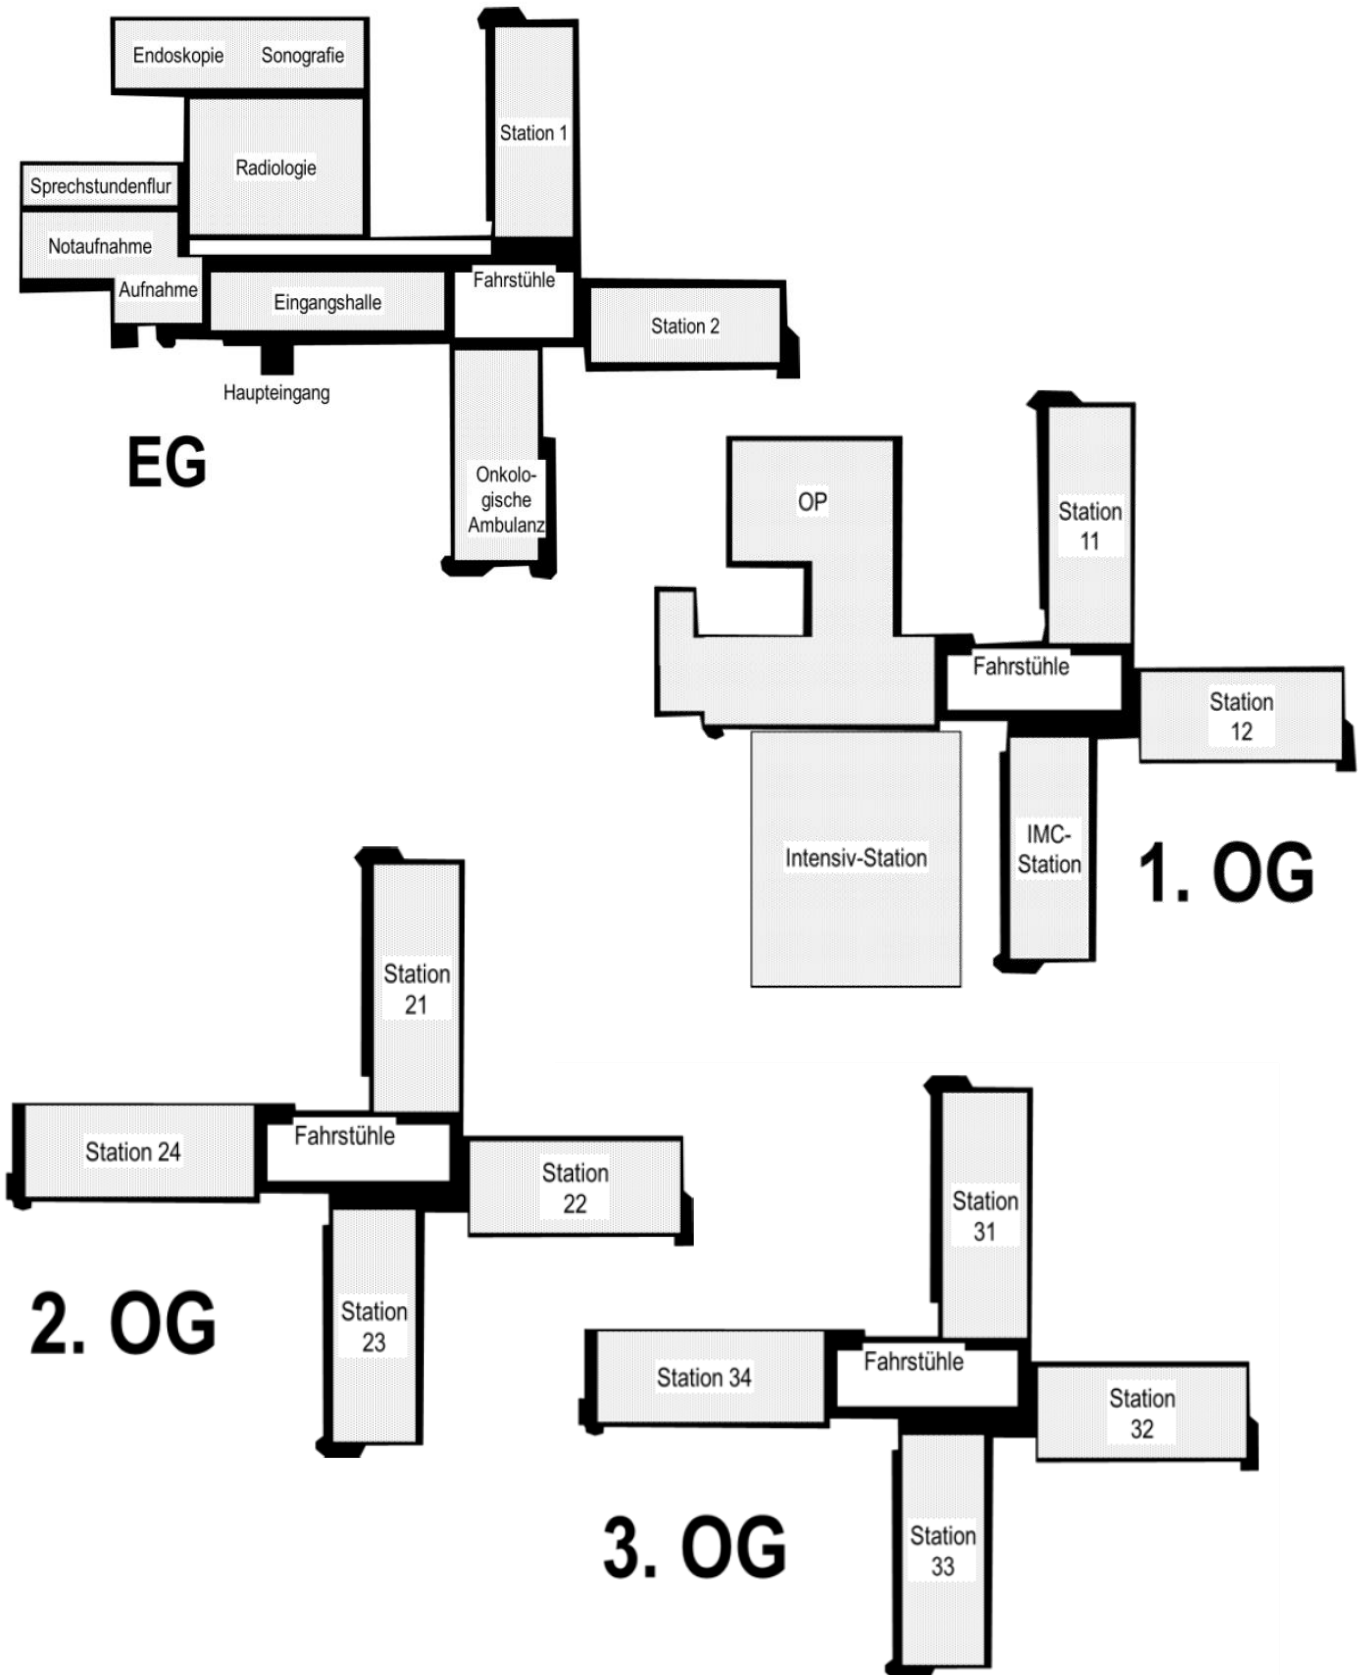 Endoskopie Sonografie
Station 1
Radiologie
Sprechstundenflur
Notaufnahme
Aufnahme
Eingangshalle
Fahrstühle
Station 2
Haupteingang
EG
Onkolo-
gische
Ambulanz
OP
Station
11
Fahrstühle
Station
12
Intensiv-Station
IMC-
Station
1. OG
Station
21
Station 24
Fahrstühle
Station
22
2. OG
Station
23
Station
31
Station 34
Fahrstühle
Station
32
3. OG
Station
33